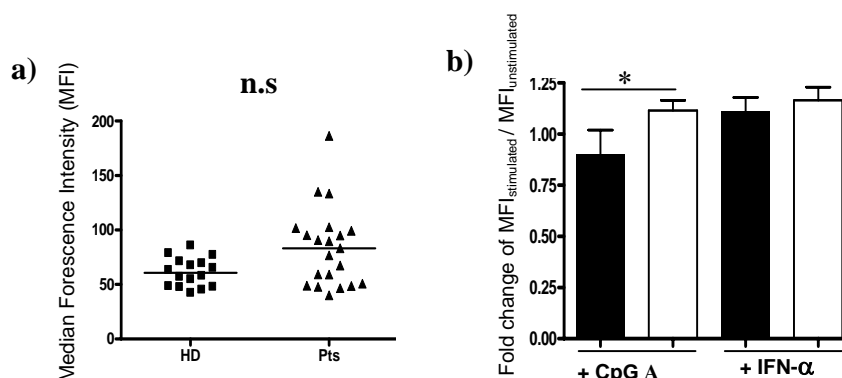 a)
n.s
Median Forescence Intensity (MFI)
200
150
100
50
0
HD
Pts
b)
*
Fold change of MFIstimulated / MFIunstimulated
1.25
1.00
0.75
0.50
0.25
0.00
+ CpG A
+ IFN-α